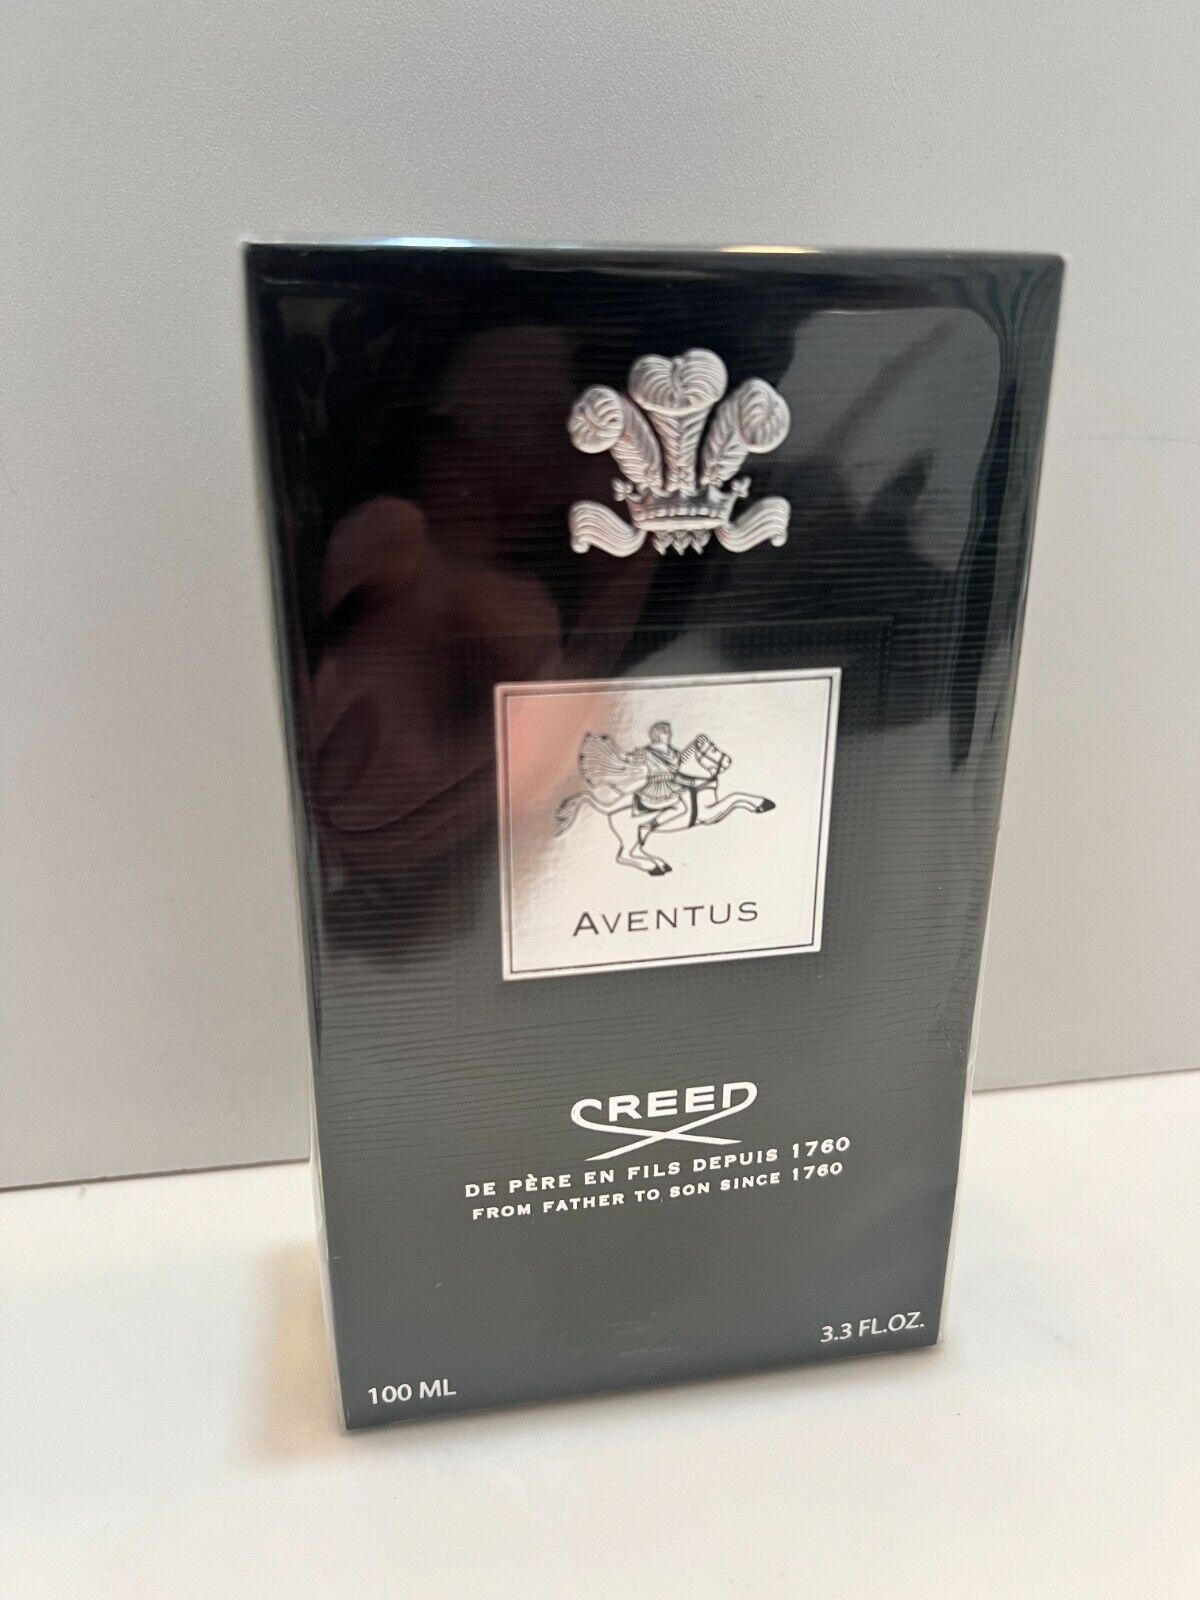 AVENTUS
CREED
DE PÈRE EN FILS DEPUIS 1760
FROM FATHER TO SON SINCE 1760
3.3 FL.OZ.
100 ML